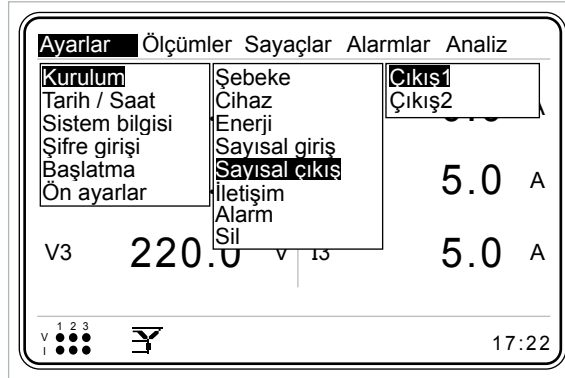 Ayarlar Ölçümler Sayaçlar Alarmlar Analiz
Kurulum
Tarih / Saat
Sistem bilgisi
Şifre girişi
Başlatma
Ön ayarlar
Şebeke
Cihaz
Enerji
Sayısal giriş
Sayısal çıkış
İletişim
Alarm
Sil
Çıkış1
Çıkış2
5.0 A
V3 220.0 V I3 5.0 A
1 2 3
V
I
17:22